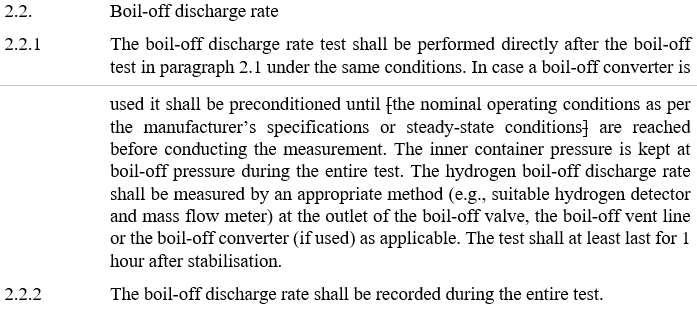 2.2. Boil-off discharge rate
2.2.1 The boil-off discharge rate test shall be performed directly after the boil-off
test in paragraph 2.1 under the same conditions. In case a boil-off converter is
used it shall be preconditioned until [the nominal operating conditions as per
the manufacturer's specifications or steady-state conditions] are reached
before conducting the measurement. The inner container pressure is kept at
boil-off pressure during the entire test. The hydrogen boil-off discharge rate
shall be measured by an appropriate method (e.g., suitable hydrogen detector
and mass flow meter) at the outlet of the boil-off valve, the boil-off vent line
or the boil-off converter (if used) as applicable. The test shall at least last for 1
hour after stabilisation.
2.2.2 The boil-off discharge rate shall be recorded during the entire test.